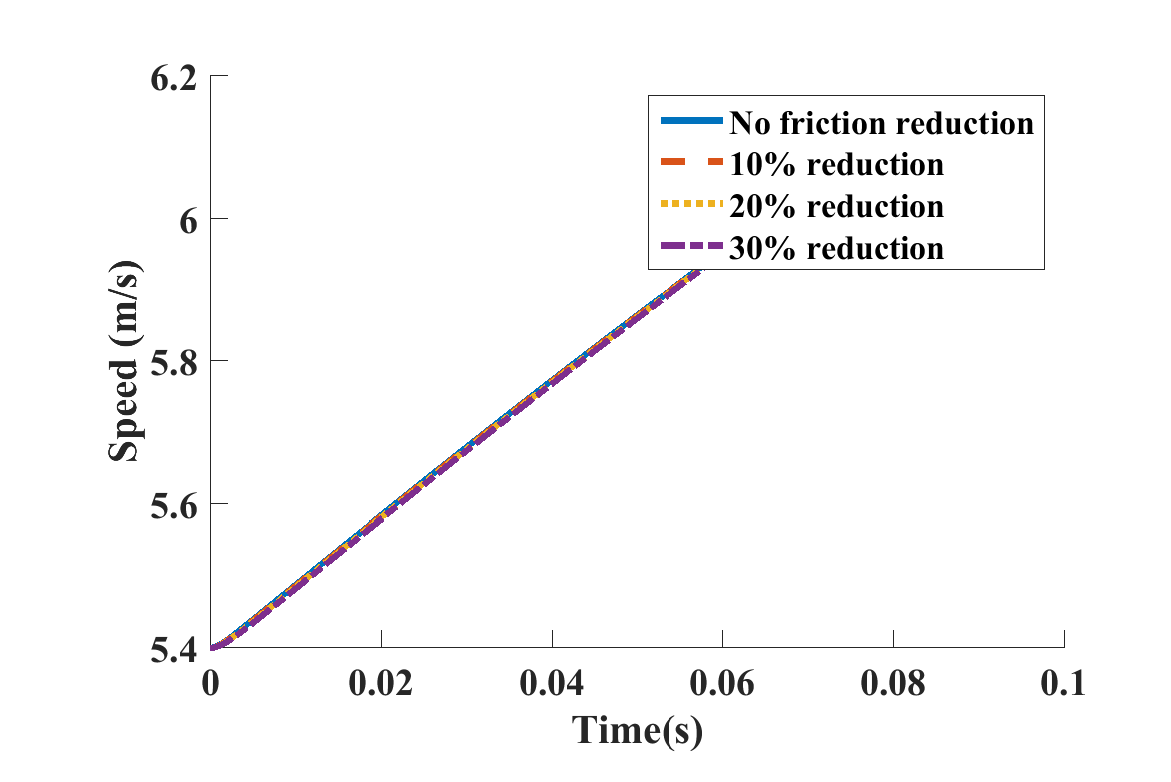 6.2
6
5.8
5.6
5.4
Speed (m/s)
No friction reduction
10% reduction
20% reduction
30% reduction
0 0.02 0.04 0.06 0.08 0.1
Time(s)